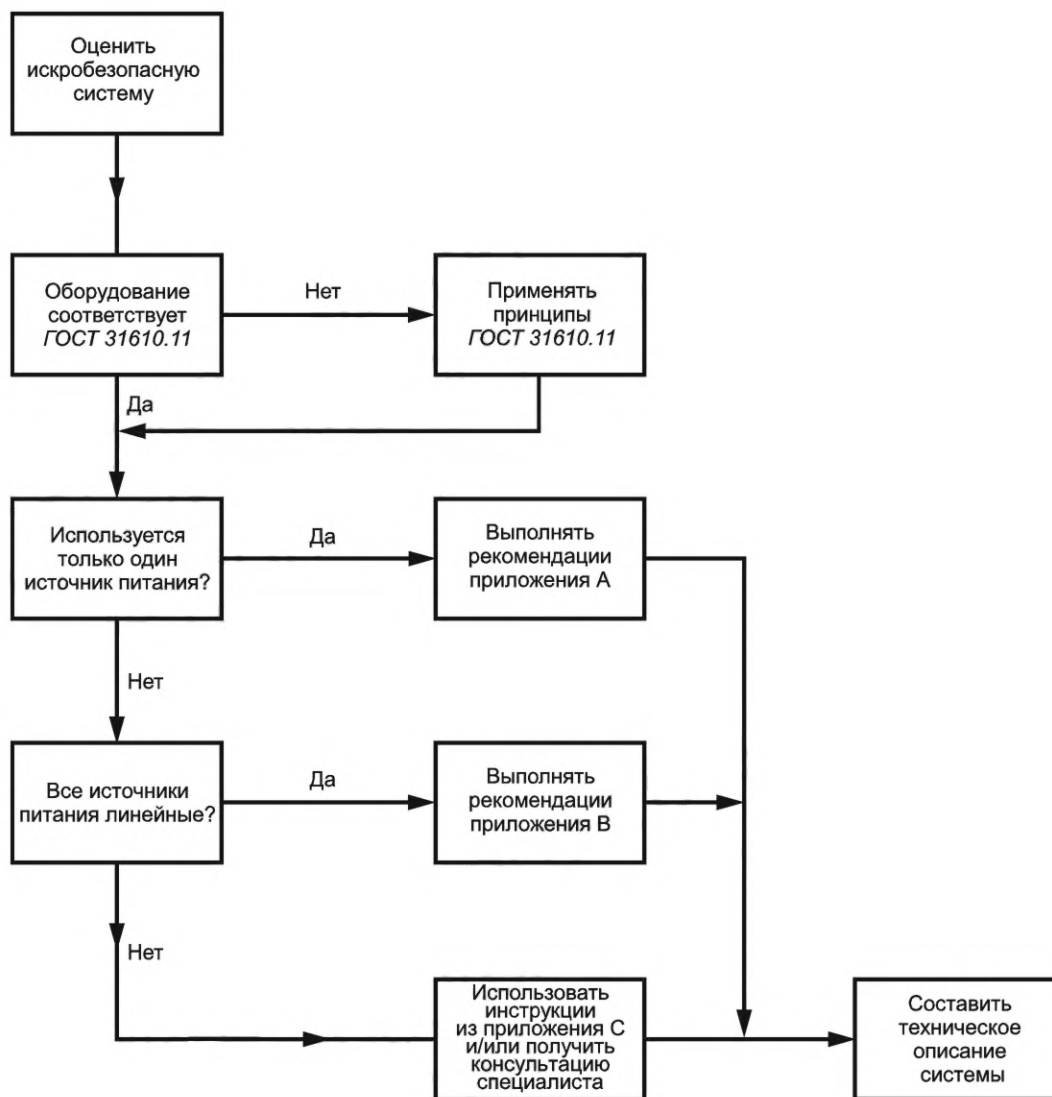 Оценить
искробезопасную
систему
Оборудование
соответствует
ГОСТ 31610.11
Нет
Применять
принципы
ГОСТ 31610.11
Да
Используется
только один
источник питания?
Да
Выполнять
рекомендации
приложения А
Нет
Все источники
питания линейные?
Да
Выполнять
рекомендации
приложения В
Нет
Использовать
инструкции
из приложения С
и/или получить
консультацию
специалиста
Составить
техническое
описание
системы